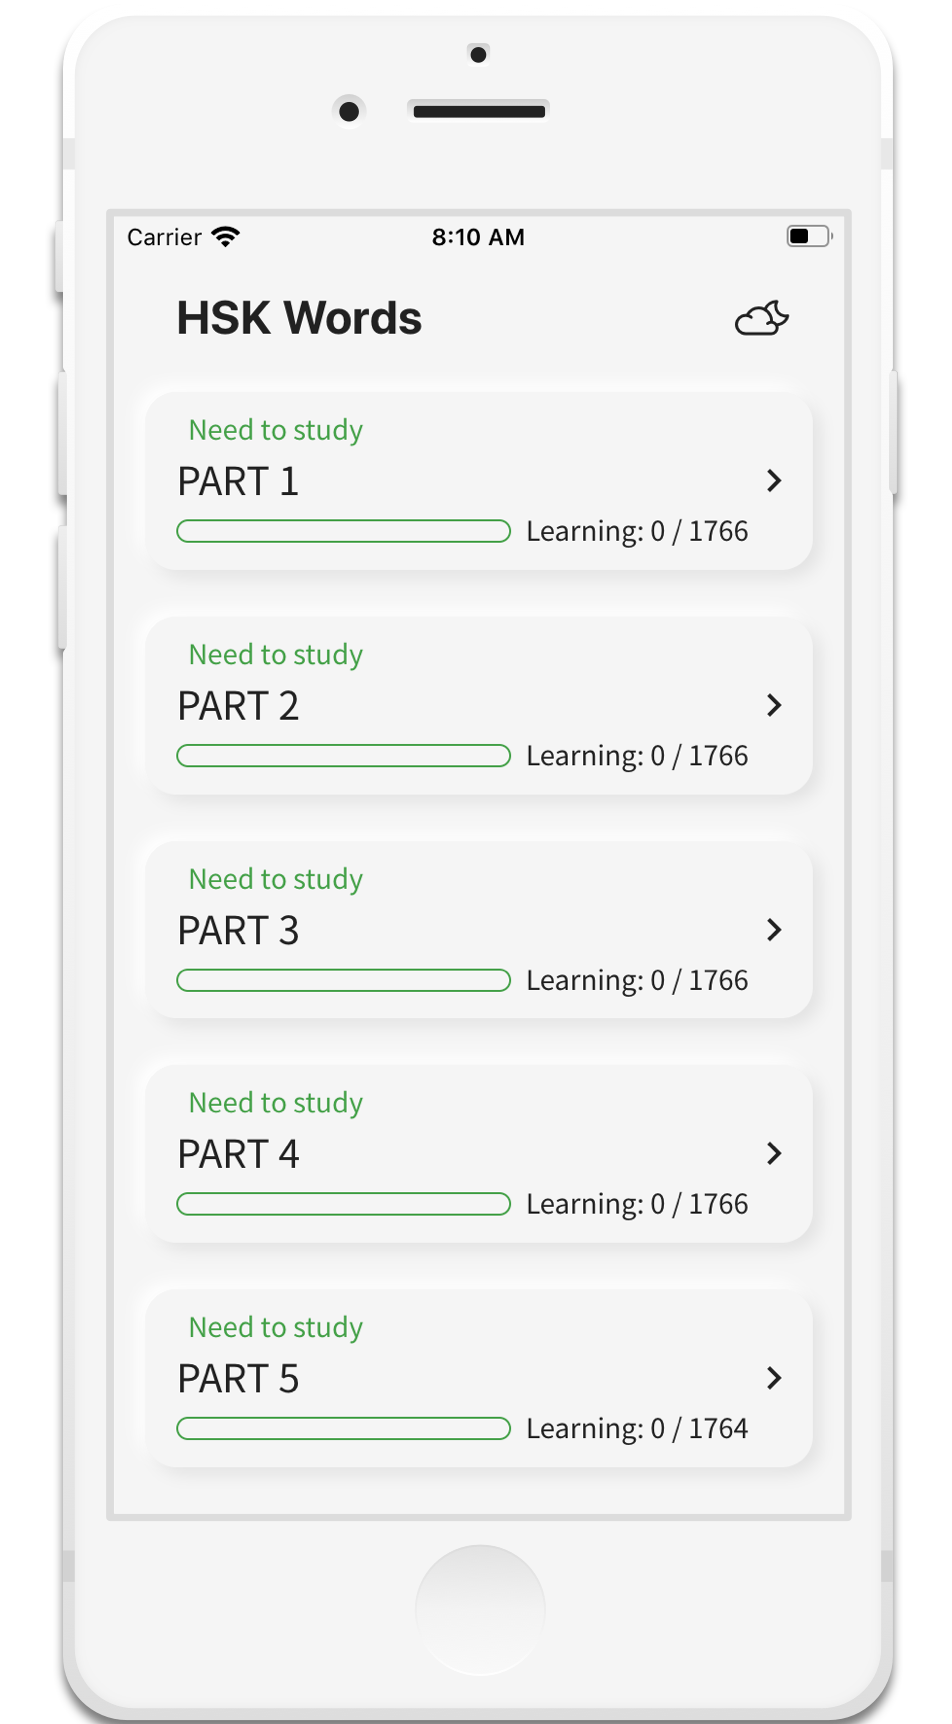 Carrier 8:10 AM
HSK Words
Need to study
PART 1
Learning: 0 / 1766
Need to study
PART 2
Learning: 0 / 1766
Need to study
PART 3
Learning: 0 / 1766
Need to study
PART 4
Learning: 0 / 1766
Need to study
PART 5
Learning: 0 / 1764